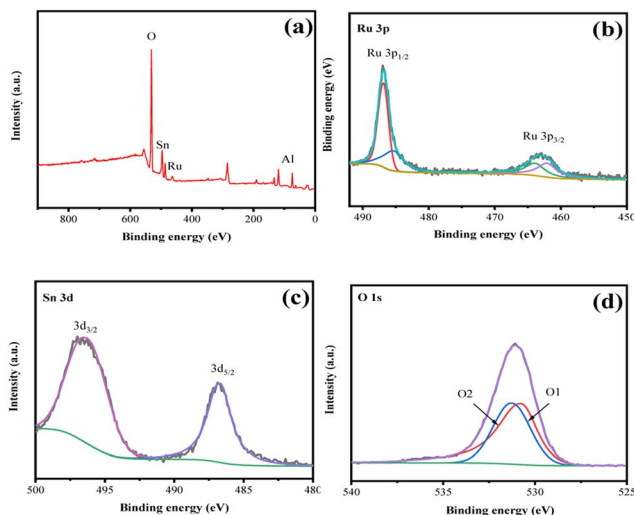 (a)
O
Sn
Ru
Al
Intensity (a.u.)
800 600 400 200 0
Binding energy (eV)
Ru 3p
(b)
Ru 3p1/2
Ru 3p3/2
Binding energy (eV)
490 480 470 460 450
Binding energy (eV)
Sn 3d
(c)
3d3/2
3d5/2
Intensity (a.u.)
500 495 490 485 480
Binding energy (eV)
O 1s
(d)
O2
O1
Intensity (a.u.)
540 535 530 525
Binding energy (eV)